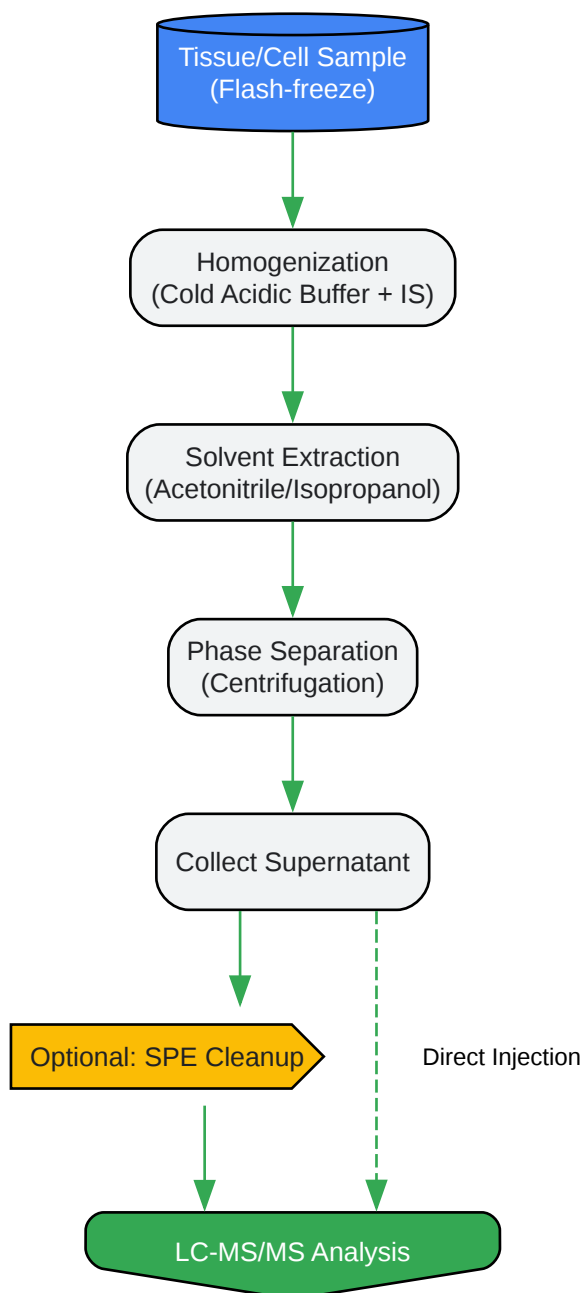 Tissue/Cell Sample
(Flash-freeze)
Homogenization
(Cold Acidic Buffer + IS)
Solvent Extraction
(Acetonitrile/Isopropanol)
Phase Separation
(Centrifugation)
Collect Supernatant
Optional: SPE Cleanup
Direct Injection
LC-MS/MS Analysis